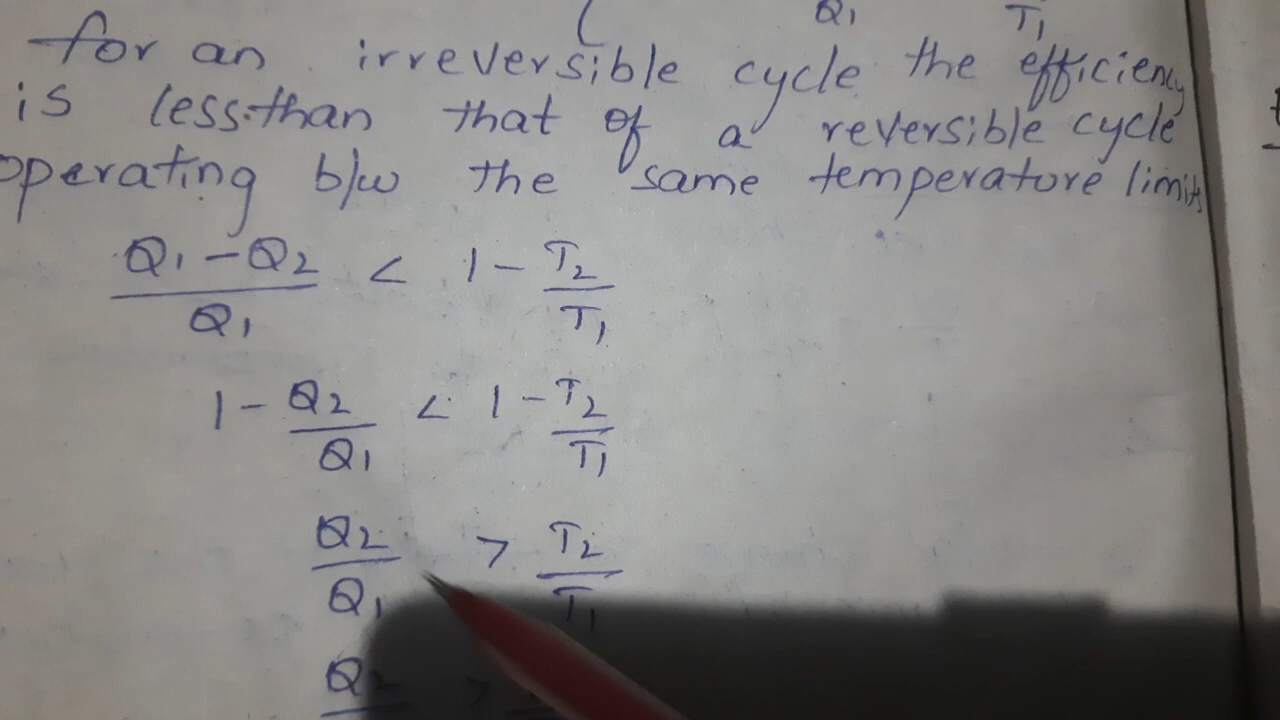 Q1 T1
for an irreversible cycle the efficiency
is less than that of a reversible cycle
operating b/w the same temperature limits
Q1 - Q2 < 1 - T2
Q1 T1
1 - Q2 < 1 - T2
Q1 T1
Q2 > T2
Q1 T1
Q2 >